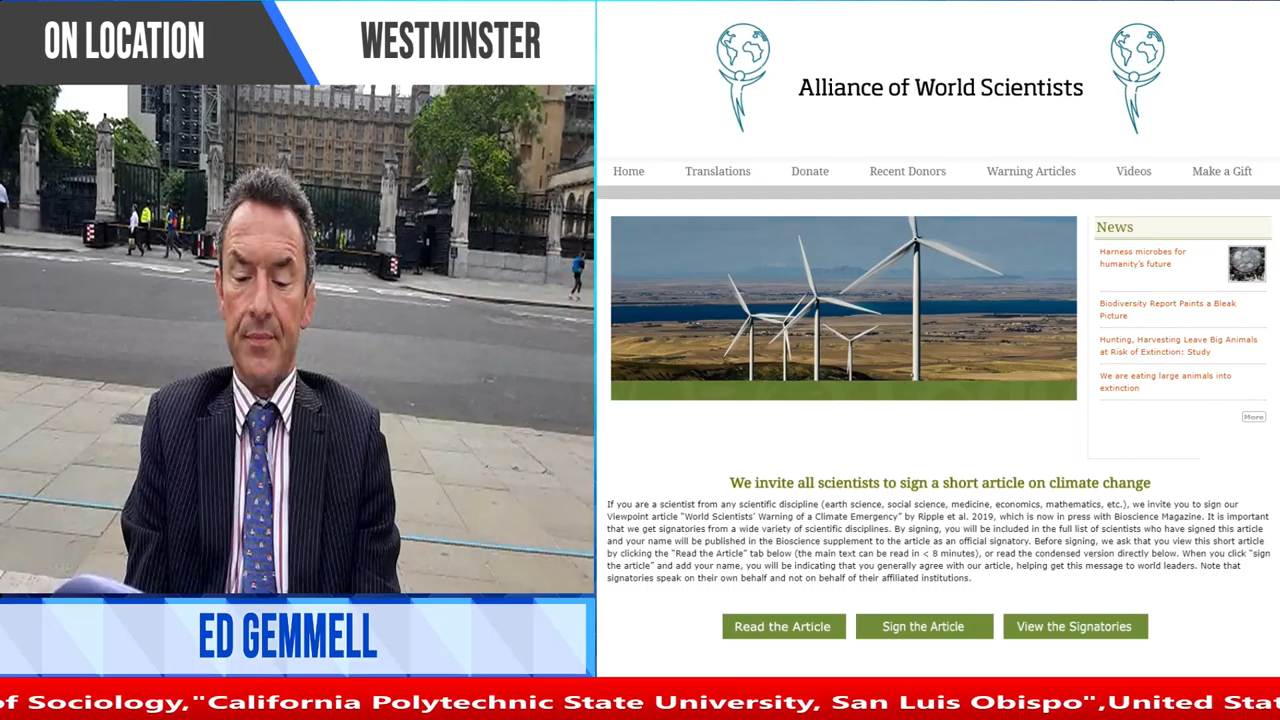 ON LOCATION
WESTMINSTER
Alliance of World Scientists
Home
Translations
Donate
Recent Donors
Warning Articles
Videos
Make a Gift
News
Harness microbes for
humanity's future
Biodiversity Report Paints a Bleak
Picture
Hunting, Harvesting Leave Big Animals
at Risk of Extinction: Study
We are eating large animals into
extinction
More
We invite all scientists to sign a short article on climate change
If you are a scientist from any scientific discipline (earth science, social science, medicine, economics, mathematics, etc.), we invite you to sign our
Viewpoint article "World Scientists' Warning of a Climate Emergency" by Ripple et al. 2019, which is now in press with Bioscience Magazine. It is important
that we get signatories from a wide variety of scientific disciplines. By signing, you will be included in the full list of scientists who have signed this article
and your name will be published in the Bioscience supplement to the article as an official signatory. Before signing, we ask that you view this short article
by clicking the "Read the Article" tab below (the main text can be read in < 8 minutes), or read the condensed version directly below. When you click "sign
the article" and add your name, you will be indicating that you generally agree with our article, helping get this message to world leaders. Note that
signatories speak on their own behalf and not on behalf of their affiliated institutions.
Read the Article
Sign the Article
View the Signatories
ED GEMMELL
of Sociology,"California Polytechnic State University, San Luis Obispo",United Stat